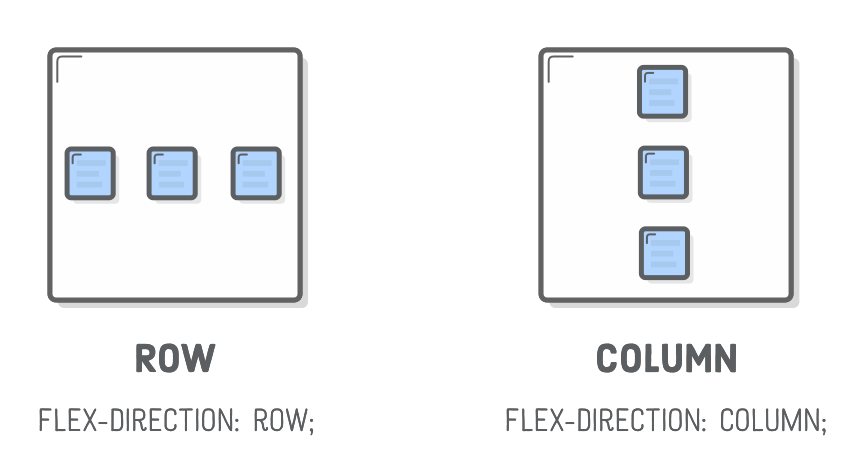 ROW
FLEX-DIRECTION: ROW;
COLUMN
FLEX-DIRECTION: COLUMN;